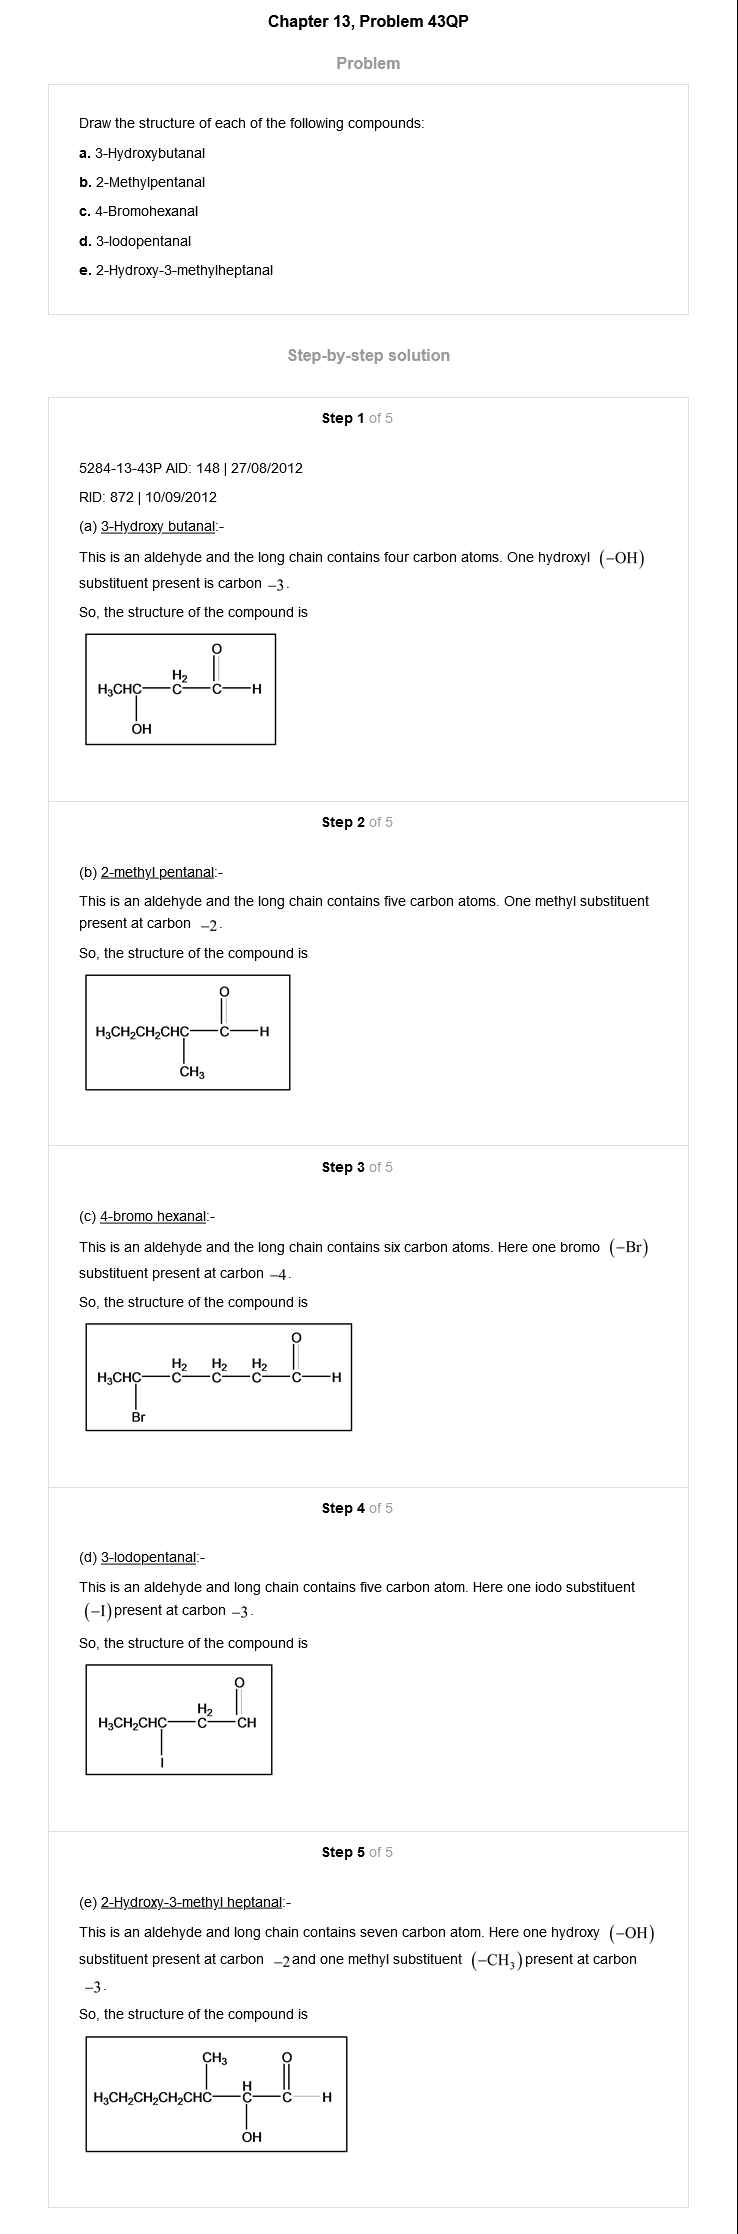 Chapter 13, Problem 43QP
Problem
Draw the structure of each of the following compounds:
a. 3-Hydroxybutanal
b. 2-Methylpentanal
c. 4-Bromohexanal
d. 3-Iodopentanal
e. 2-Hydroxy-3-methylheptanal
Step-by-step solution
Step 1 of 5
5284-13-43P AID: 148 | 27/08/2012
RID: 872 | 10/09/2012
(a) 3-Hydroxy butanal:-
This is an aldehyde and the long chain contains four carbon atoms. One hydroxyl (−OH)
substituent present is carbon −3.
So, the structure of the compound is
O
H₂
H₃CHC—C—C—H
OH
Step 2 of 5
(b) 2-methyl pentanal:-
This is an aldehyde and the long chain contains five carbon atoms. One methyl substituent
present at carbon −2.
So, the structure of the compound is
O
H₃CH₂CH₂CHC—C—H
CH₃
Step 3 of 5
(c) 4-bromo hexanal:-
This is an aldehyde and the long chain contains six carbon atoms. Here one bromo (−Br)
substituent present at carbon −4.
So, the structure of the compound is
O
H₂ H₂ H₂
H₃CHC—C—C—C—C—H
Br
Step 4 of 5
(d) 3-Iodopentanal:-
This is an aldehyde and long chain contains five carbon atom. Here one iodo substituent
(−I) present at carbon −3.
So, the structure of the compound is
O
H₂
H₃CH₂CHC—C—CH
I
Step 5 of 5
(e) 2-Hydroxy-3-methyl heptanal:-
This is an aldehyde and long chain contains seven carbon atom. Here one hydroxy (−OH)
substituent present at carbon −2 and one methyl substituent (−CH₃) present at carbon
−3.
So, the structure of the compound is
CH₃ O
H
H₃CH₂CH₂CH₂CHC—C—C—H
OH